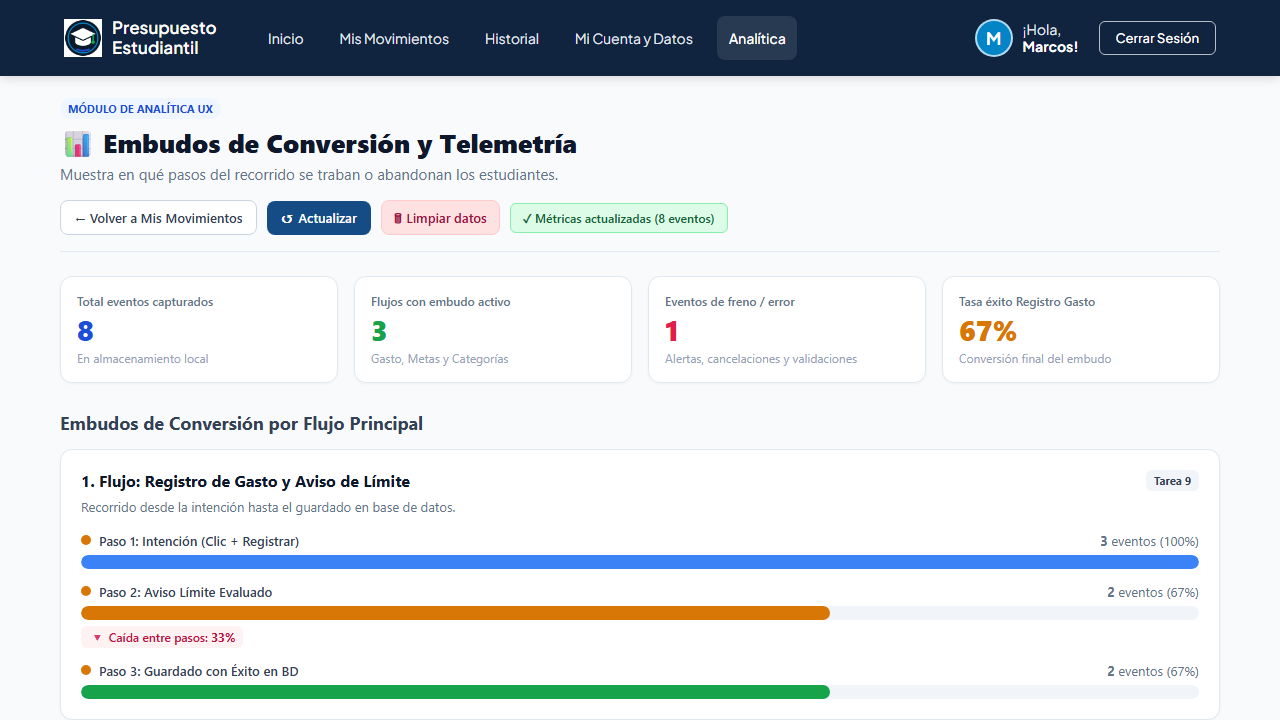 Presupuesto
Estudiantil
Inicio
Mis Movimientos
Historial
Mi Cuenta y Datos
Analítica
M
¡Hola,
Marcos!
Cerrar Sesión
MÓDULO DE ANALÍTICA UX
Embudos de Conversión y Telemetría
Muestra en qué pasos del recorrido se traban o abandonan los estudiantes.
← Volver a Mis Movimientos
↺ Actualizar
Limpiar datos
✓ Métricas actualizadas (8 eventos)
Total eventos capturados
8
En almacenamiento local
Flujos con embudo activo
3
Gasto, Metas y Categorías
Eventos de freno / error
1
Alertas, cancelaciones y validaciones
Tasa éxito Registro Gasto
67%
Conversión final del embudo
Embudos de Conversión por Flujo Principal
1. Flujo: Registro de Gasto y Aviso de Límite
Tarea 9
Recorrido desde la intención hasta el guardado en base de datos.
Paso 1: Intención (Clic + Registrar)
3 eventos (100%)
Paso 2: Aviso Límite Evaluado
2 eventos (67%)
▼ Caída entre pasos: 33%
Paso 3: Guardado con Éxito en BD
2 eventos (67%)